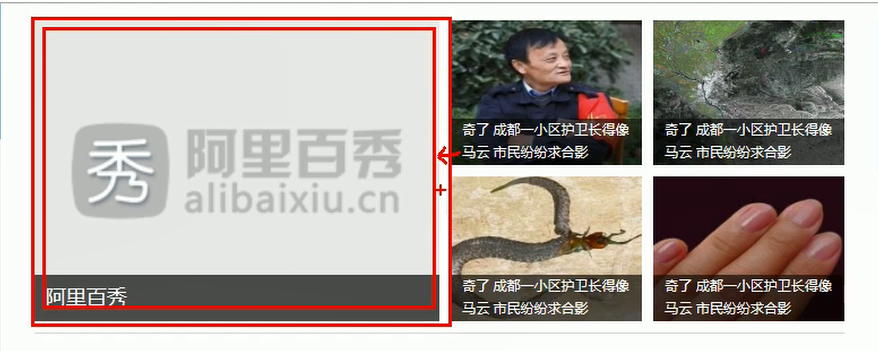 秀 阿里百秀
alibaixiu.cn
阿里百秀
奇了 成都一小区护卫长得像
马云 市民纷纷求合影
奇了 成都一小区护卫长得像
马云 市民纷纷求合影
奇了 成都一小区护卫长得像
马云 市民纷纷求合影
奇了 成都一小区护卫长得像
马云 市民纷纷求合影